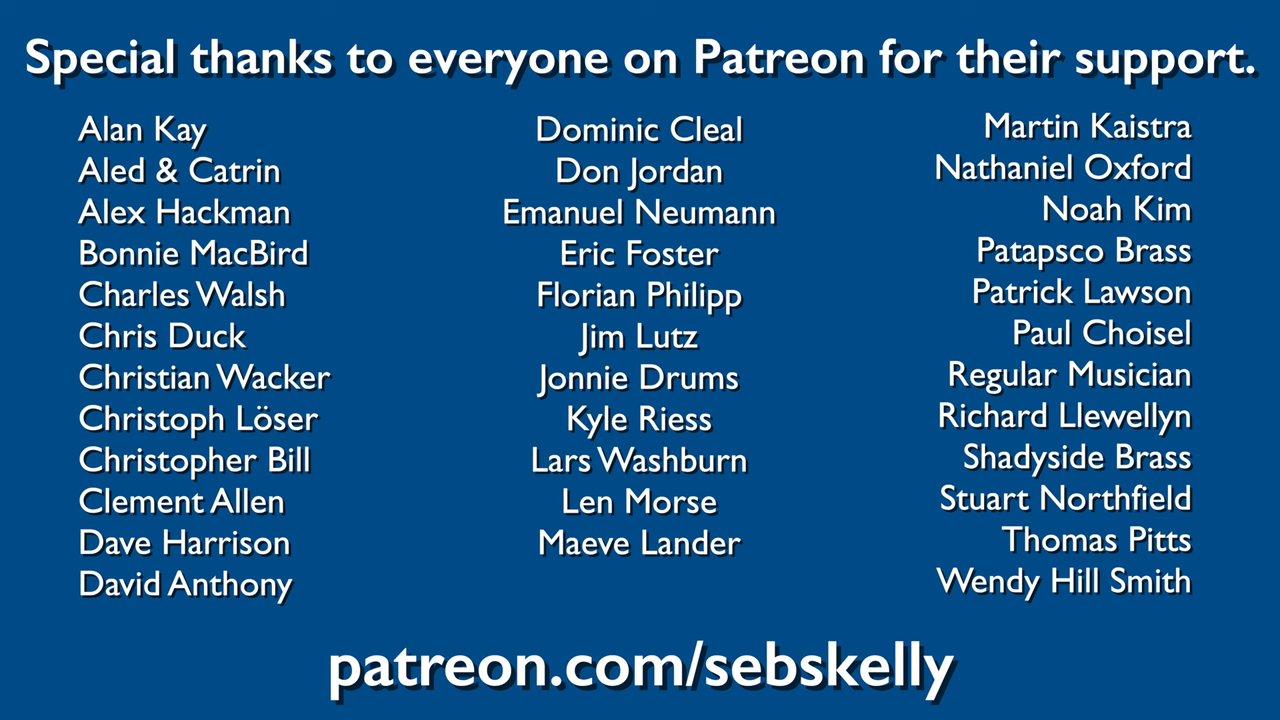 Special thanks to everyone on Patreon for their support.
Alan Kay
Aled & Catrin
Alex Hackman
Bonnie MacBird
Charles Walsh
Chris Duck
Christian Wacker
Christoph Löser
Christopher Bill
Clement Allen
Dave Harrison
David Anthony
Dominic Cleal
Don Jordan
Emanuel Neumann
Eric Foster
Florian Philipp
Jim Lutz
Jonnie Drums
Kyle Riess
Lars Washburn
Len Morse
Maeve Lander
Martin Kaistra
Nathaniel Oxford
Noah Kim
Patapsco Brass
Patrick Lawson
Paul Choisel
Regular Musician
Richard Llewellyn
Shadyside Brass
Stuart Northfield
Thomas Pitts
Wendy Hill Smith
patreon.com/sebskelly